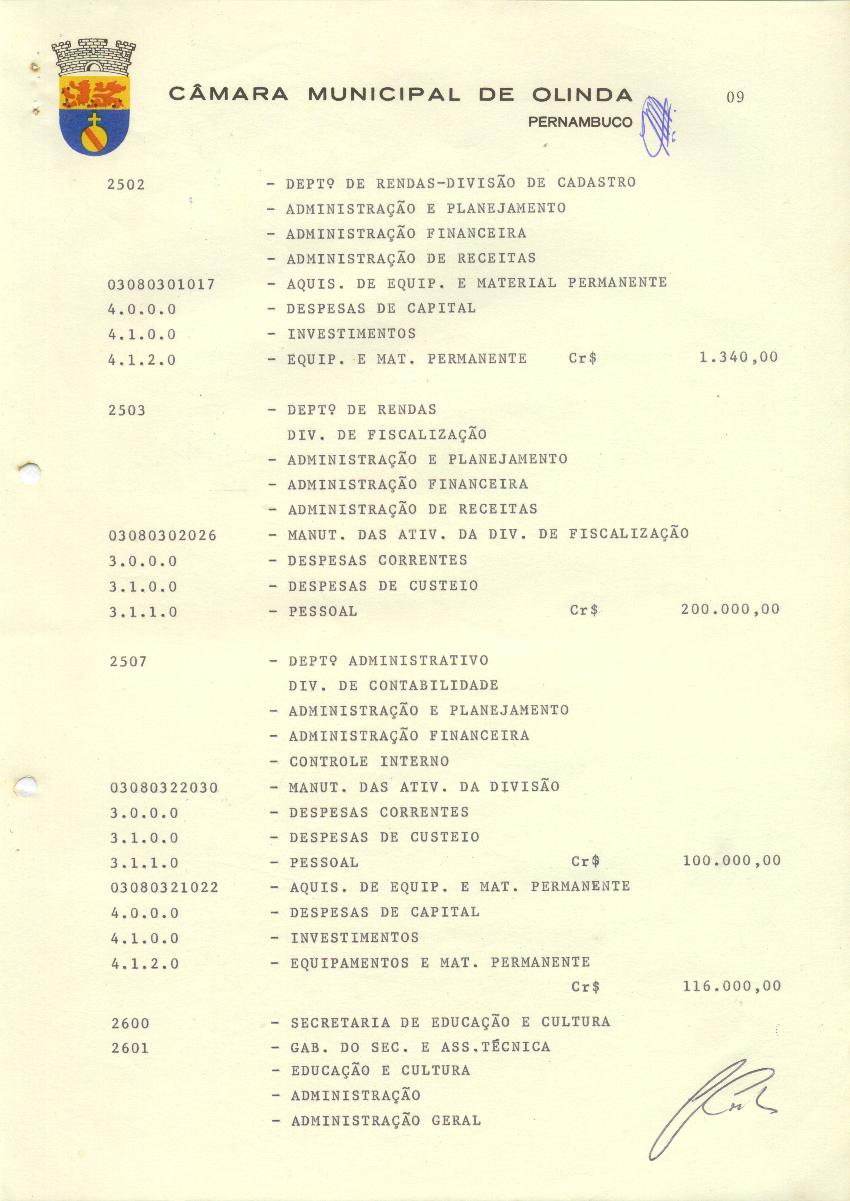 CÂMARA MUNICIPAL DE OLINDA 09
PERNAMBUCO
2502 - DEPTº DE RENDAS-DIVISÃO DE CADASTRO
- ADMINISTRAÇÃO E PLANEJAMENTO
- ADMINISTRAÇÃO FINANCEIRA
- ADMINISTRAÇÃO DE RECEITAS
03080301017 - AQUIS. DE EQUIP. E MATERIAL PERMANENTE
4.0.0.0 - DESPESAS DE CAPITAL
4.1.0.0 - INVESTIMENTOS
4.1.2.0 - EQUIP. E MAT. PERMANENTE Cr$ 1.340,00
2503 - DEPTº DE RENDAS
DIV. DE FISCALIZAÇÃO
- ADMINISTRAÇÃO E PLANEJAMENTO
- ADMINISTRAÇÃO FINANCEIRA
- ADMINISTRAÇÃO DE RECEITAS
03080302026 - MANUT. DAS ATIV. DA DIV. DE FISCALIZAÇÃO
3.0.0.0 - DESPESAS CORRENTES
3.1.0.0 - DESPESAS DE CUSTEIO
3.1.1.0 - PESSOAL Cr$ 200.000,00
2507 - DEPTº ADMINISTRATIVO
DIV. DE CONTABILIDADE
- ADMINISTRAÇÃO E PLANEJAMENTO
- ADMINISTRAÇÃO FINANCEIRA
- CONTROLE INTERNO
03080322030 - MANUT. DAS ATIV. DA DIVISÃO
3.0.0.0 - DESPESAS CORRENTES
3.1.0.0 - DESPESAS DE CUSTEIO
3.1.1.0 - PESSOAL Cr$ 100.000,00
03080321022 - AQUIS. DE EQUIP. E MAT. PERMANENTE
4.0.0.0 - DESPESAS DE CAPITAL
4.1.0.0 - INVESTIMENTOS
4.1.2.0 - EQUIPAMENTOS E MAT. PERMANENTE
Cr$ 116.000,00
2600 - SECRETARIA DE EDUCAÇÃO E CULTURA
2601 - GAB. DO SEC. E ASS.TÉCNICA
- EDUCAÇÃO E CULTURA
- ADMINISTRAÇÃO
- ADMINISTRAÇÃO GERAL